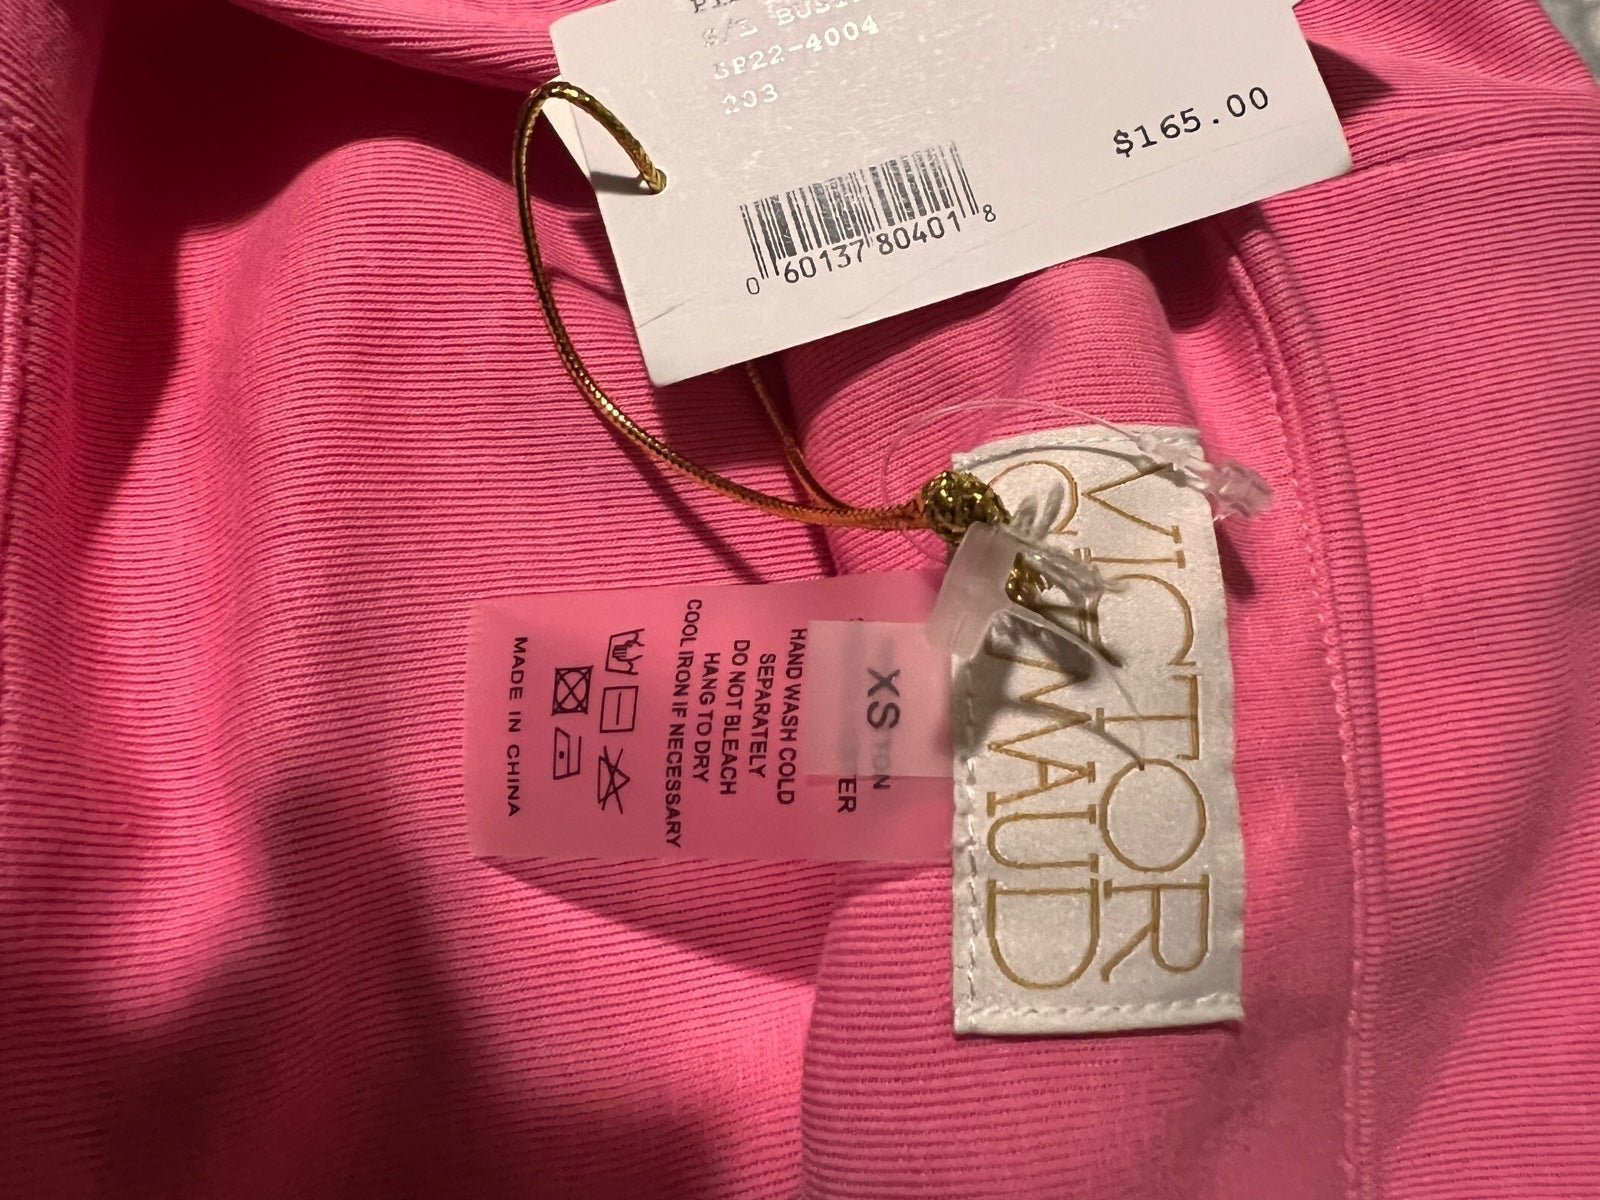 S/L
SP22-4004
203
$165.00
0 60137 80401 8
VICTOR
GLEMAUD
XS
HAND WASH COLD
SEPARATELY
DO NOT BLEACH
HANG TO DRY
COOL IRON IF NECESSARY
MADE IN CHINA